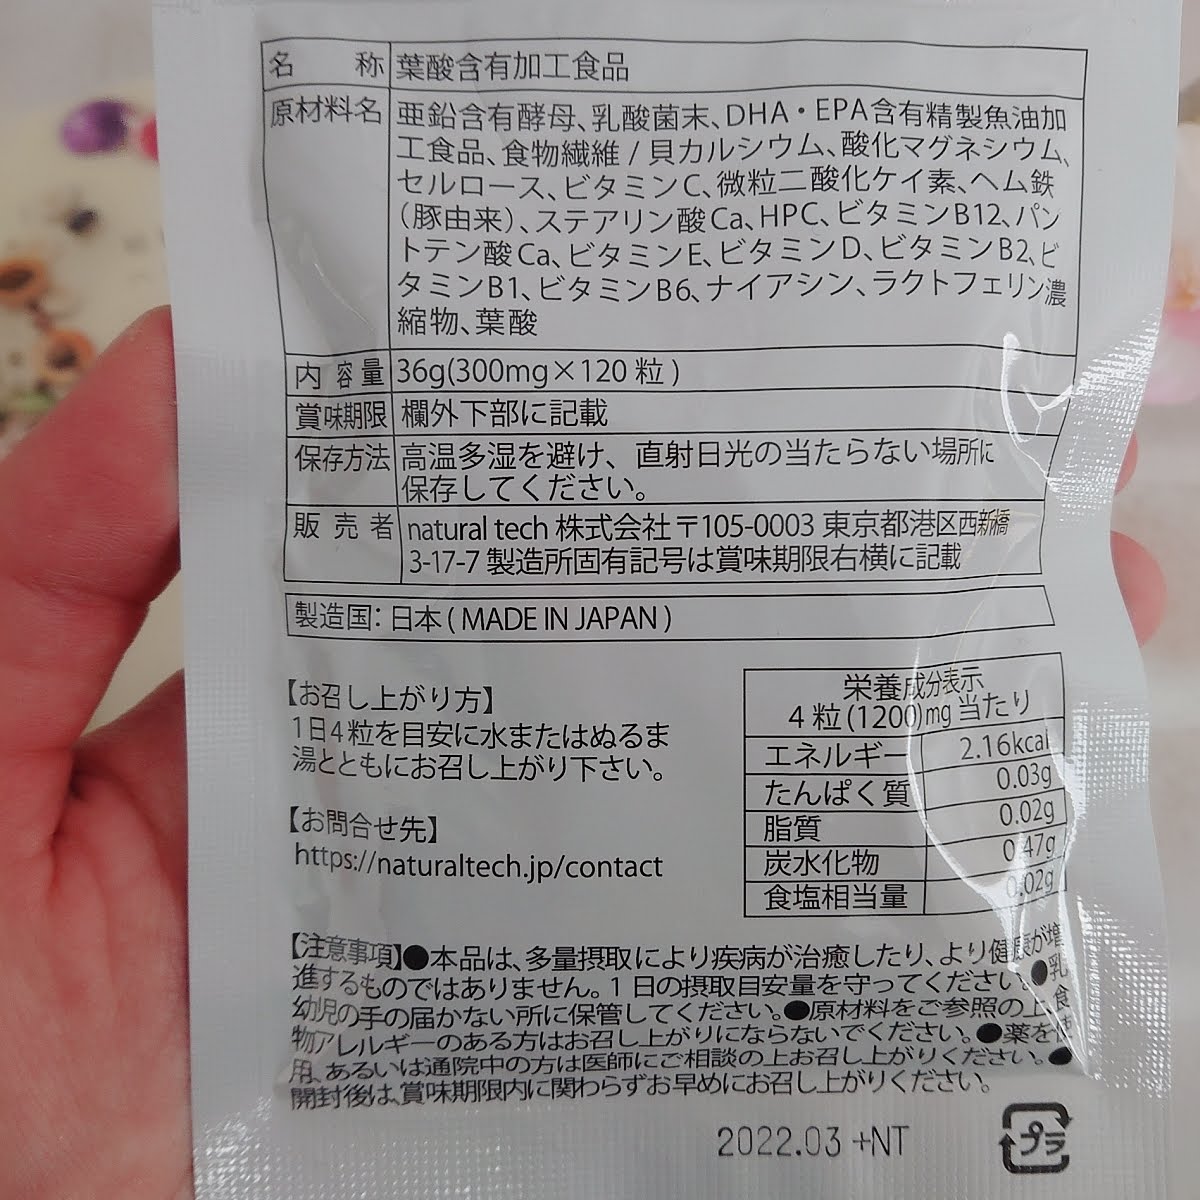 名称 葉酸含有加工食品
原材料名 亜鉛含有酵母、乳酸菌末、DHA・EPA含有精製魚油加
工食品、食物繊維 / 貝カルシウム、酸化マグネシウム、
セルロース、ビタミンC、微粒二酸化ケイ素、ヘム鉄
(豚由来)、ステアリン酸Ca、HPC、ビタミンB12、パン
トテン酸Ca、ビタミンE、ビタミンD、ビタミンB2、ビ
タミンB1、ビタミンB6、ナイアシン、ラクトフェリン濃
縮物、葉酸
内容量 36g(300mg×120 粒 )
賞味期限 欄外下部に記載
保存方法 高温多湿を避け、直射日光の当たらない場所に
保存してください。
販売者 natural tech 株式会社 〒105-0003 東京都港区西新橋
3-17-7 製造所固有記号は賞味期限右横に記載
製造国: 日本 ( MADE IN JAPAN )
【お召し上がり方】
1日4粒を目安に水またはぬるま
湯とともにお召し上がり下さい。
【お問合せ先】
https://naturaltech.jp/contact
栄養成分表示
4 粒 (1200)mg 当たり
エネルギー 2.16kcal
たんぱく質 0.03g
脂質 0.02g
炭水化物 0.47g
食塩相当量 0.02g
【注意事項】●本品は、多量摂取により疾病が治癒したり、より健康が増
進するものではありません。1日の摂取目安量を守ってください。●乳
幼児の手の届かない所に保管してください。●原材料をご参照の上、食
物アレルギーのある方はお召し上がりにならないでください。●薬を使
用、あるいは通院中の方は医師にご相談の上お召し上がりください。●
開封後は、賞味期限内に関わらずお早めにお召し上がりください。
2022.03 +NT
プラ